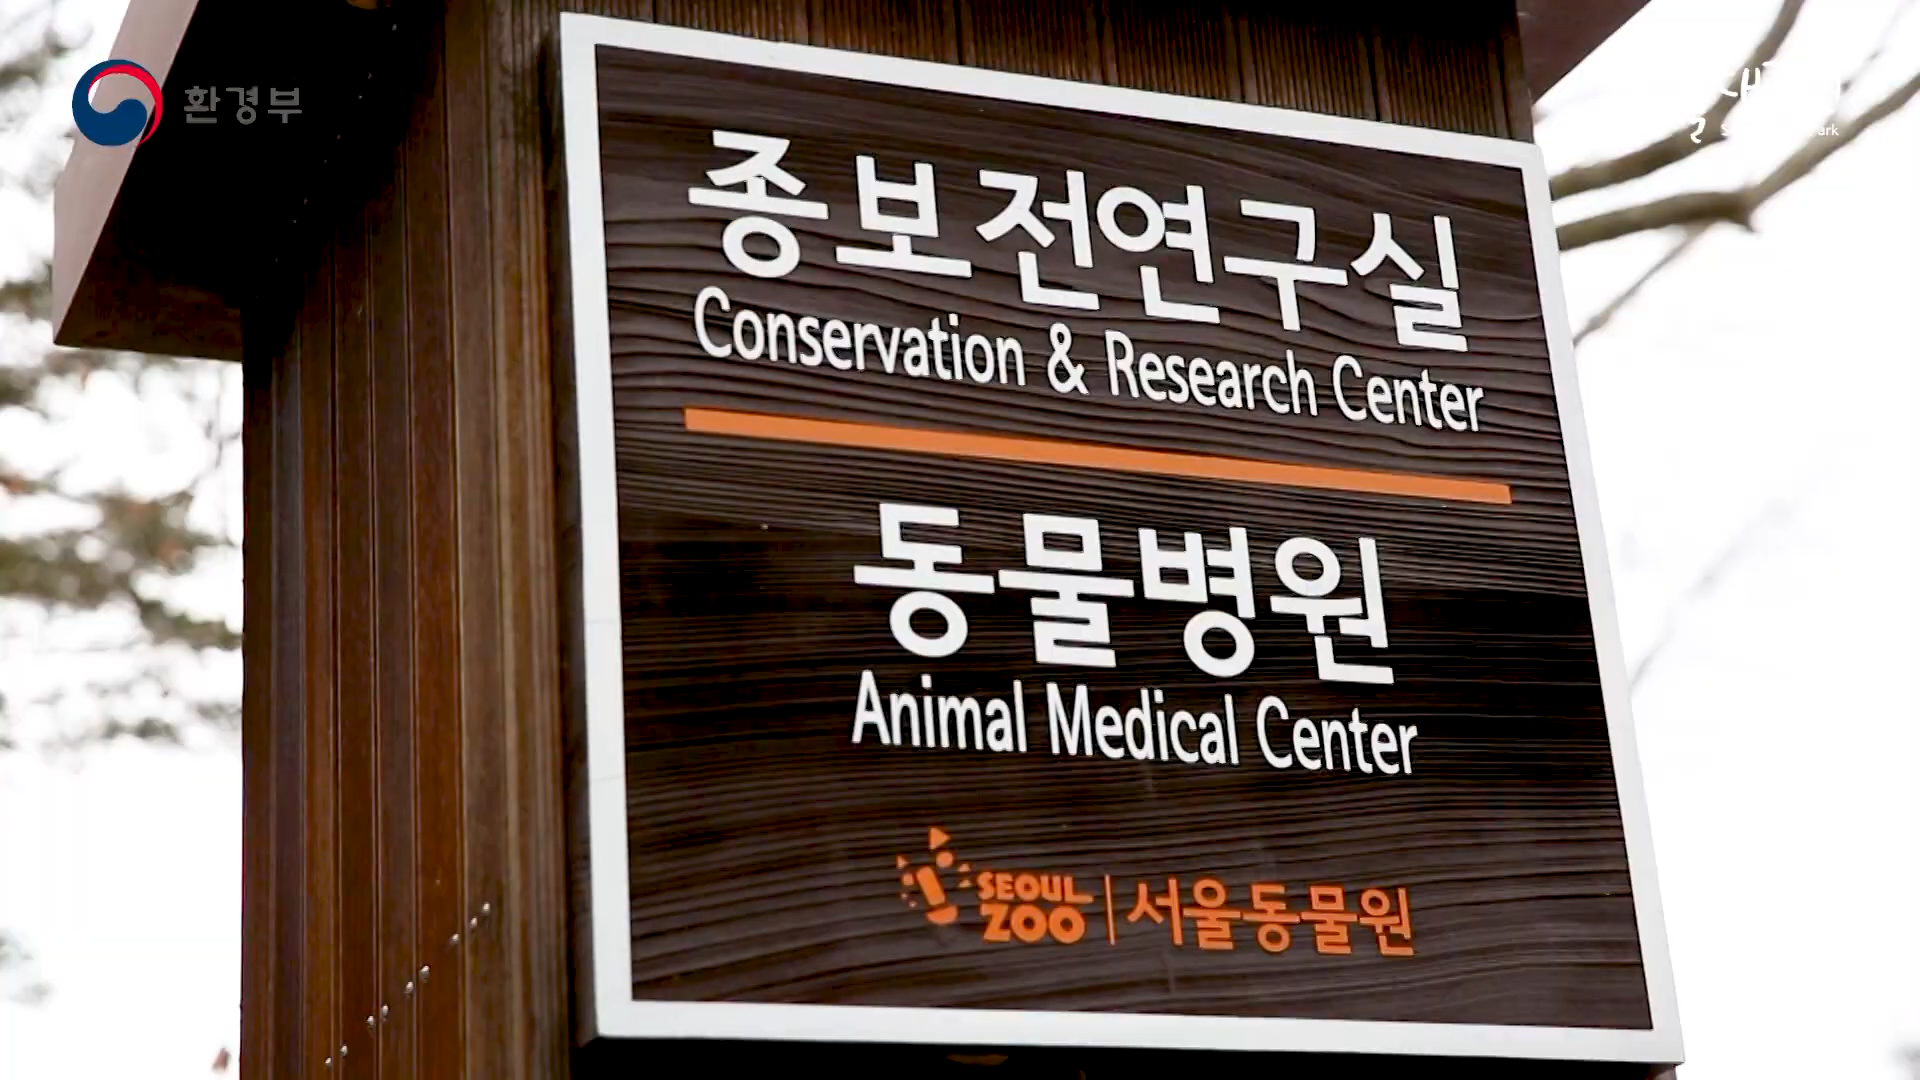 환경부
종보전연구실
Conservation & Research Center
동물병원
Animal Medical Center
SEOUL ZOO | 서울동물원